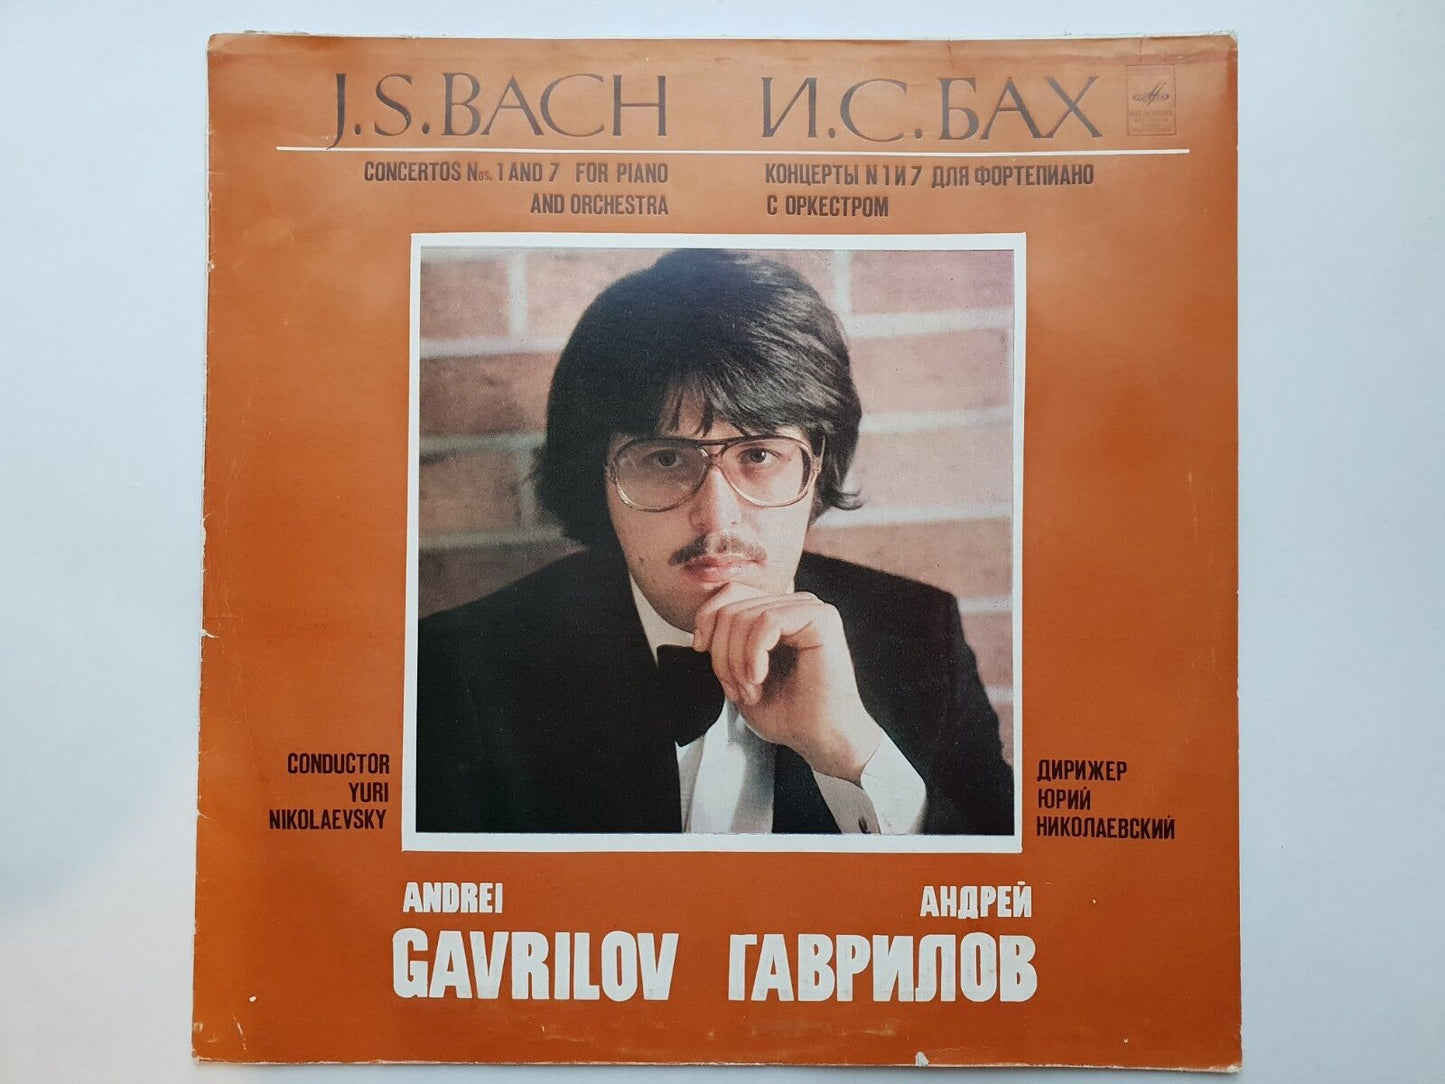 J.S.BACH
CONCERTOS Nos. 1 AND 7 FOR PIANO
AND ORCHESTRA
И.С.БАХ
КОНЦЕРТЫ N 1 И 7 ДЛЯ ФОРТЕПИАНО
С ОРКЕСТРОМ
CONDUCTOR
YURI
NIKOLAEVSKY
ДИРИЖЕР
ЮРИЙ
НИКОЛАЕВСКИЙ
ANDREI
GAVRILOV
АНДРЕЙ
ГАВРИЛОВ